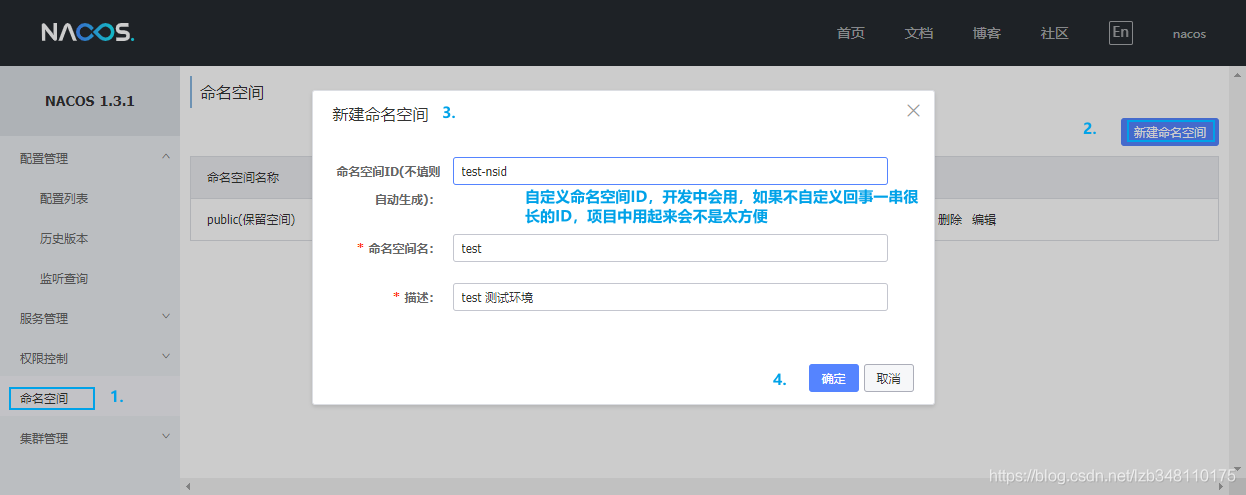 NACOS.
首页 文档 博客 社区 En nacos
NACOS 1.3.1
配置管理
配置列表
历史版本
监听查询
服务管理
权限控制
命名空间 1.
集群管理
命名空间
2. 新建命名空间
命名空间名称
public(保留空间) 删除 编辑
新建命名空间 3.
命名空间ID(不填则
自动生成): test-nsid
自定义命名空间ID，开发中会用，如果不自定义回事一串很
长的ID，项目中用起来会不是太方便
* 命名空间名: test
* 描述: test 测试环境
4. 确定 取消
https://blog.csdn.net/lzb348110175